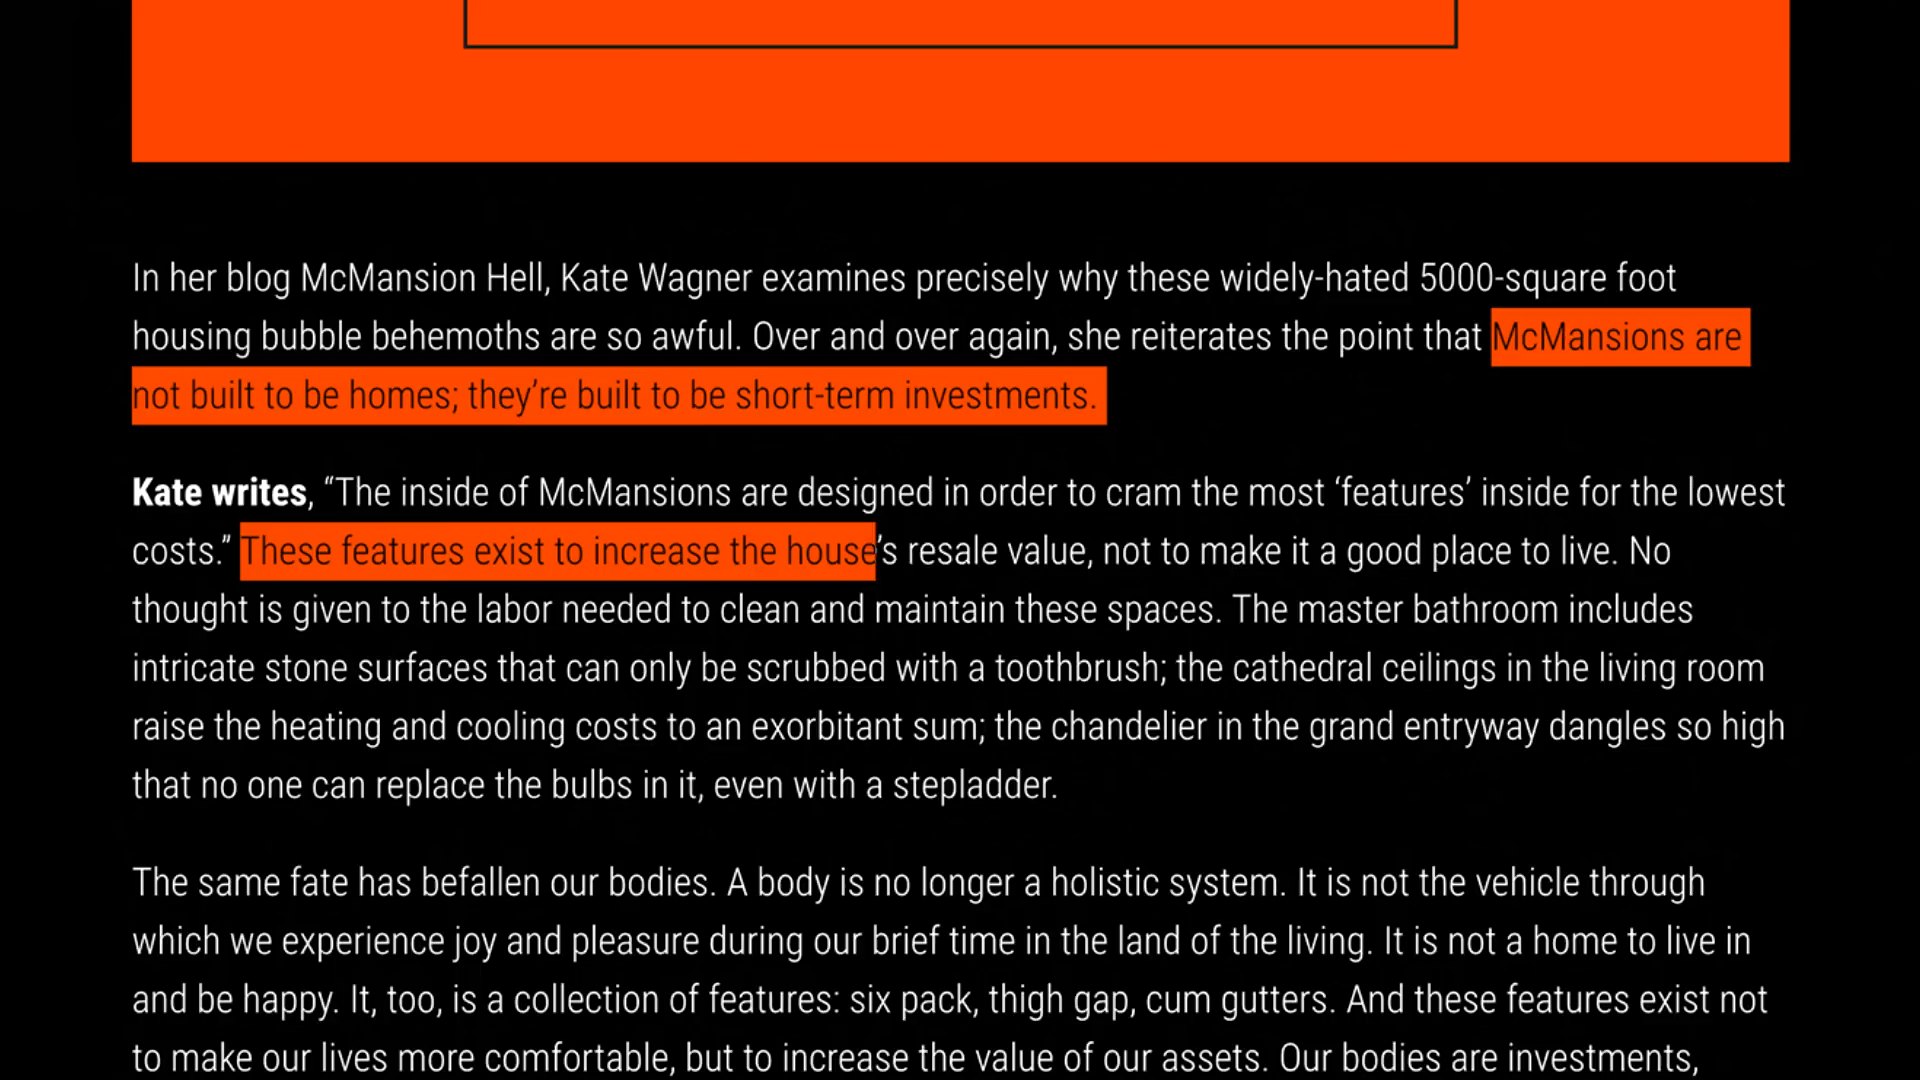 In her blog McMansion Hell, Kate Wagner examines precisely why these widely-hated 5000-square foot
housing bubble behemoths are so awful. Over and over again, she reiterates the point that McMansions are
not built to be homes; they’re built to be short-term investments.
Kate writes, “The inside of McMansions are designed in order to cram the most ‘features’ inside for the lowest
costs.” These features exist to increase the house’s resale value, not to make it a good place to live. No
thought is given to the labor needed to clean and maintain these spaces. The master bathroom includes
intricate stone surfaces that can only be scrubbed with a toothbrush; the cathedral ceilings in the living room
raise the heating and cooling costs to an exorbitant sum; the chandelier in the grand entryway dangles so high
that no one can replace the bulbs in it, even with a stepladder.
The same fate has befallen our bodies. A body is no longer a holistic system. It is not the vehicle through
which we experience joy and pleasure during our brief time in the land of the living. It is not a home to live in
and be happy. It, too, is a collection of features: six pack, thigh gap, cum gutters. And these features exist not
to make our lives more comfortable, but to increase the value of our assets. Our bodies are investments,